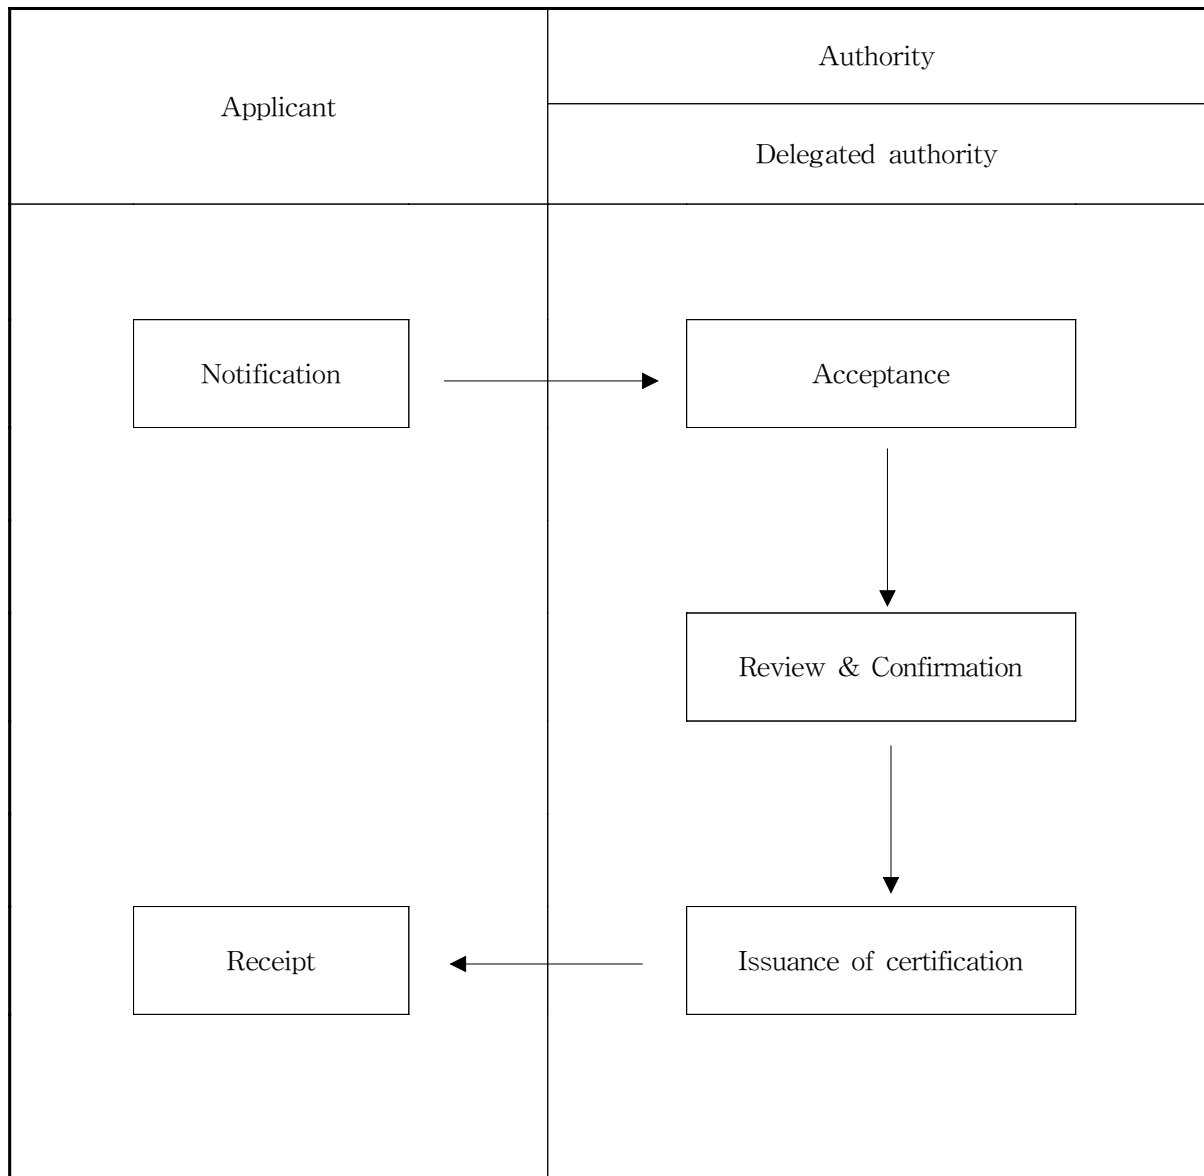 Applicant
Authority
Delegated authority
Notification
Acceptance
Review & Confirmation
Receipt
Issuance of certification